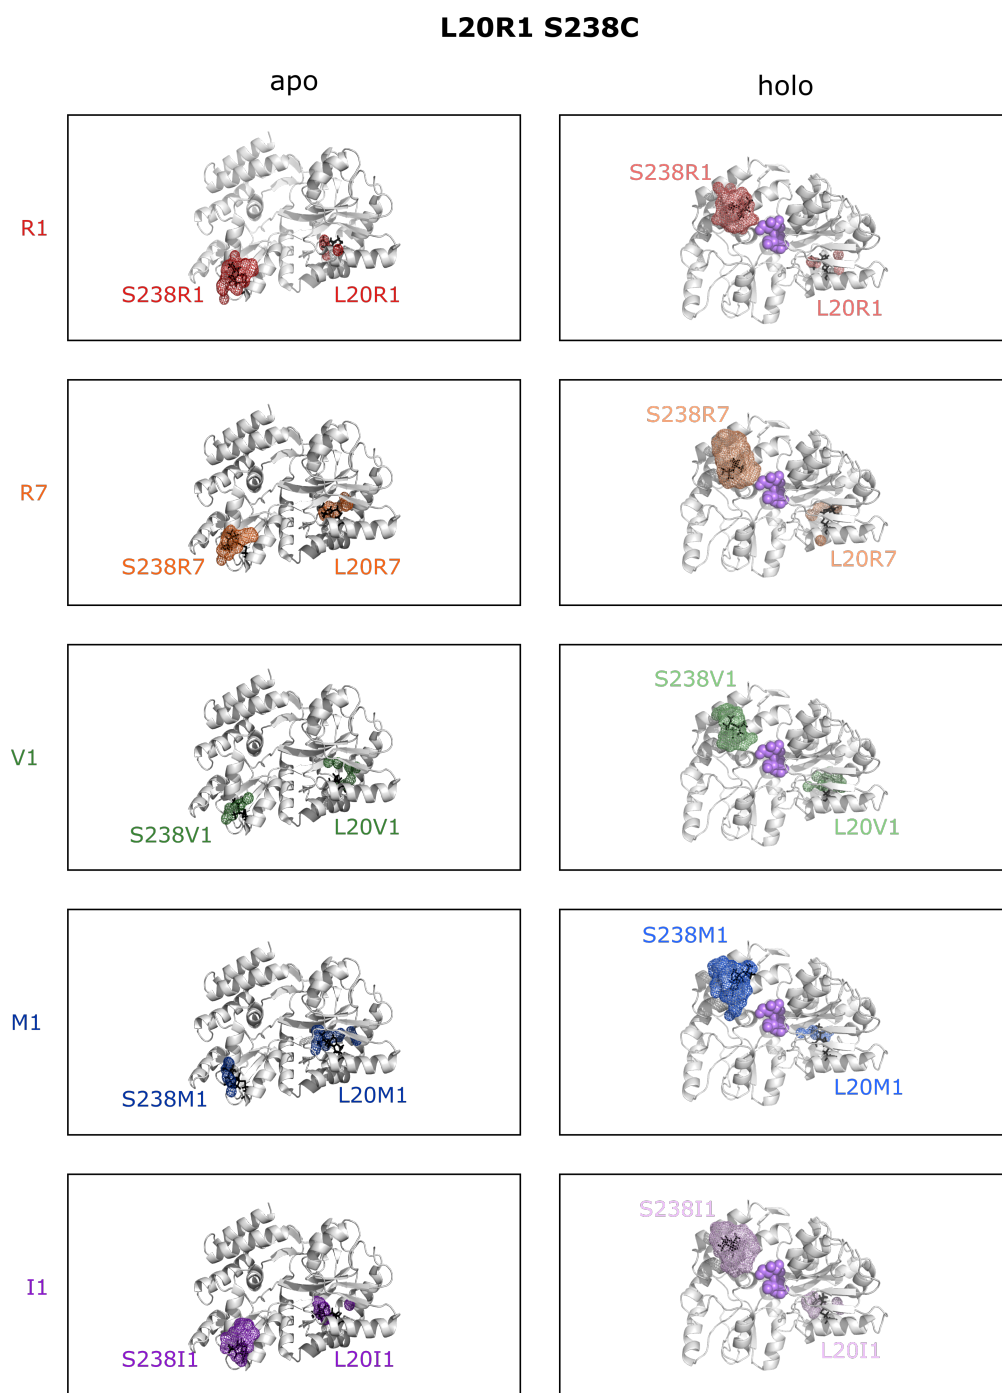 L20R1 S238C
apo
holo
R1
S238R1
L20R1
S238R1
L20R1
R7
S238R7
L20R7
S238R7
L20R7
V1
S238V1
L20V1
S238V1
L20V1
M1
S238M1
L20M1
S238M1
L20M1
I1
S238I1
L20I1
S238I1
L20I1